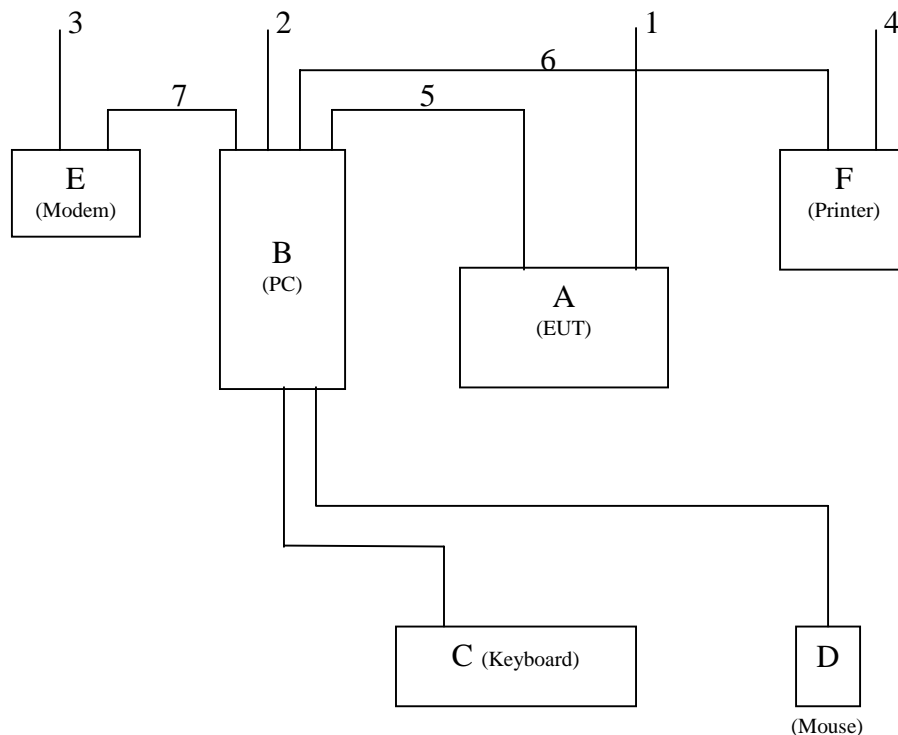 3
2
1
4
6
7
5
E
(Modem)
F
(Printer)
B
(PC)
A
(EUT)
C (Keyboard)
D
(Mouse)